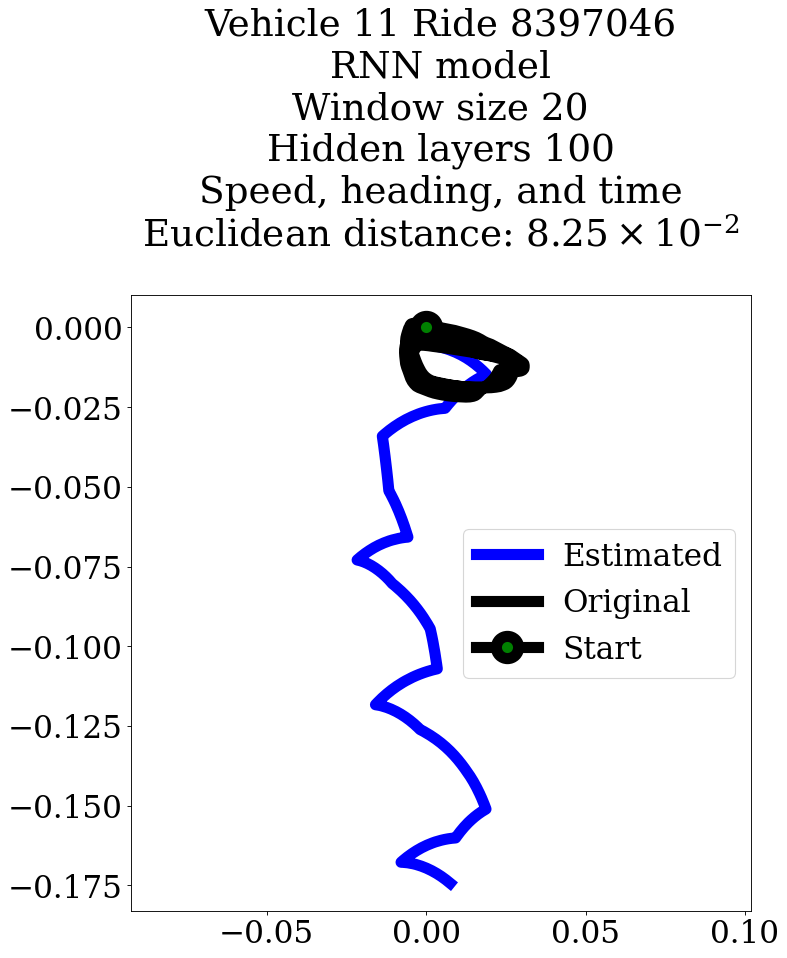 Vehicle 11 Ride 8397046
RNN model
Window size 20
Hidden layers 100
Speed, heading, and time
Euclidean distance: 8.25 × 10⁻²
0.000
−0.025
−0.050
−0.075
−0.100
−0.125
−0.150
−0.175
Estimated
Original
Start
−0.05 0.00 0.05 0.10